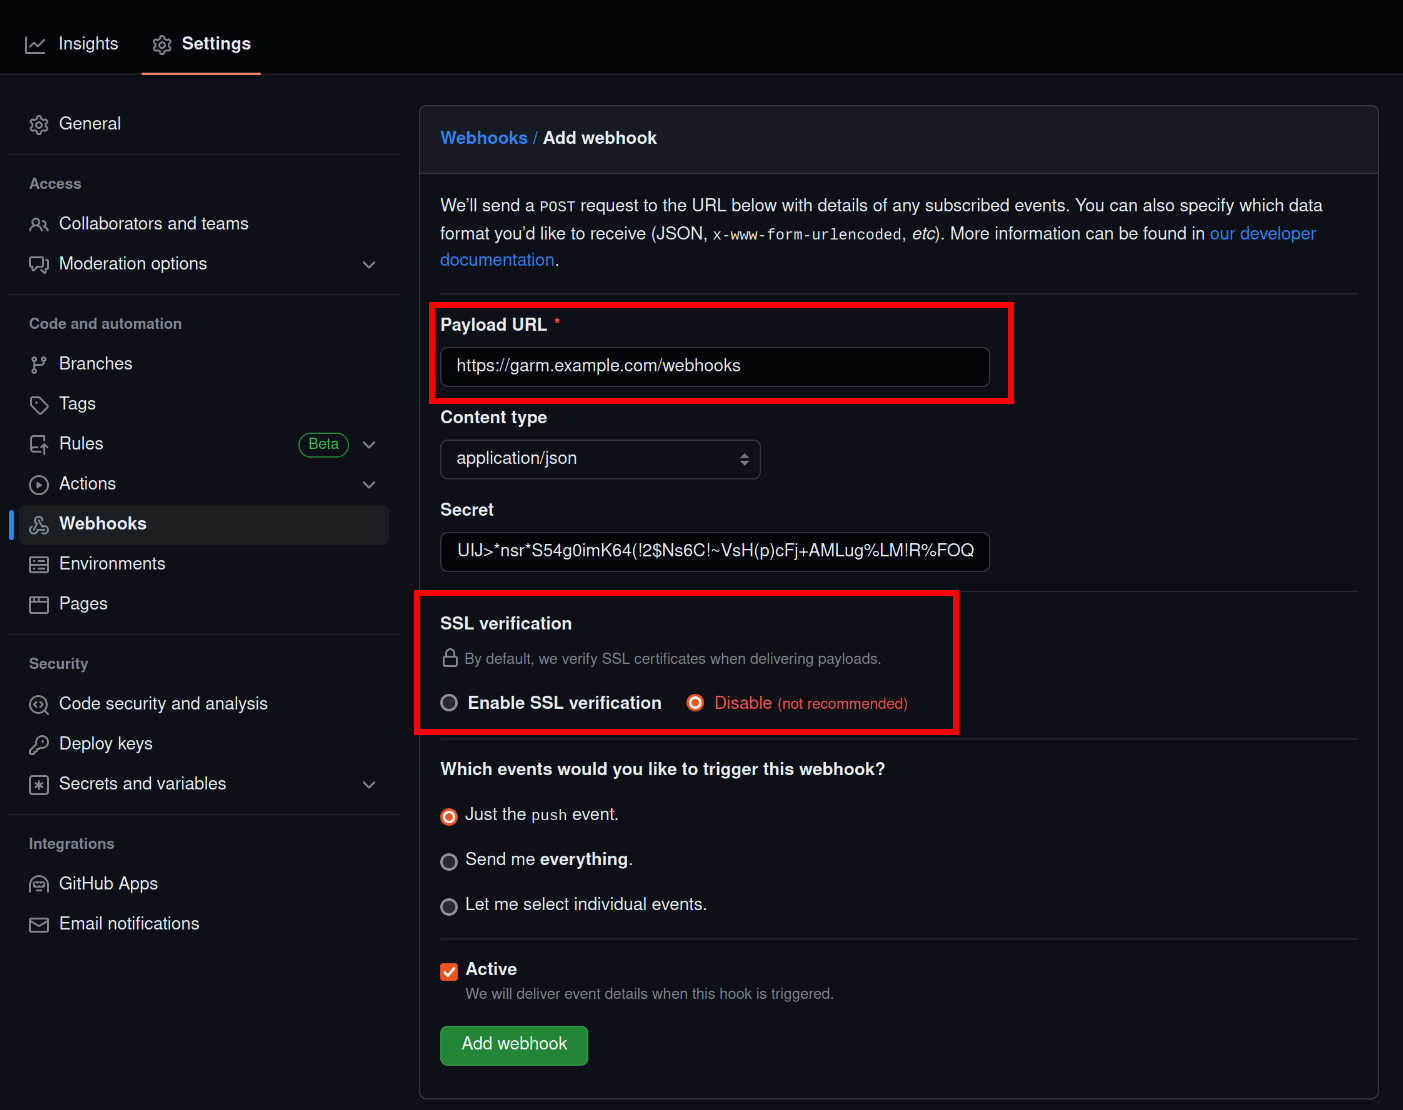 Insights
Settings
General
Access
Collaborators and teams
Moderation options
Code and automation
Branches
Tags
Rules
Beta
Actions
Webhooks
Environments
Pages
Security
Code security and analysis
Deploy keys
Secrets and variables
Integrations
GitHub Apps
Email notifications
Webhooks / Add webhook
We'll send a POST request to the URL below with details of any subscribed events. You can also specify which data
format you'd like to receive (JSON, x-www-form-urlencoded, etc). More information can be found in our developer
documentation.
Payload URL *
https://garm.example.com/webhooks
Content type
application/json
Secret
UIJ>*nsr*S54g0imK64(!2$Ns6C!~VsH(p)cFj+AMLug%LM!R%FOQ
SSL verification
By default, we verify SSL certificates when delivering payloads.
Enable SSL verification
Disable (not recommended)
Which events would you like to trigger this webhook?
Just the push event.
Send me everything.
Let me select individual events.
Active
We will deliver event details when this hook is triggered.
Add webhook